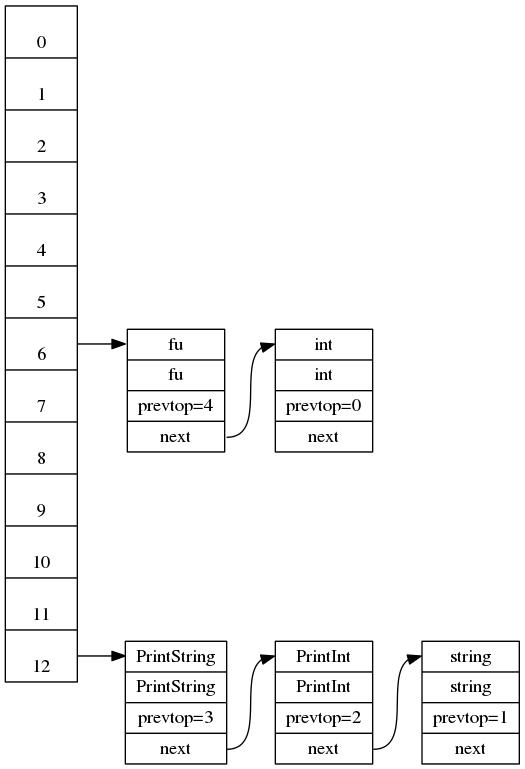 0
1
2
3
4
5
6
7
8
9
10
11
12
fu
fu
prevtop=4
next
int
int
prevtop=0
next
PrintString
PrintString
prevtop=3
next
PrintInt
PrintInt
prevtop=2
next
string
string
prevtop=1
next